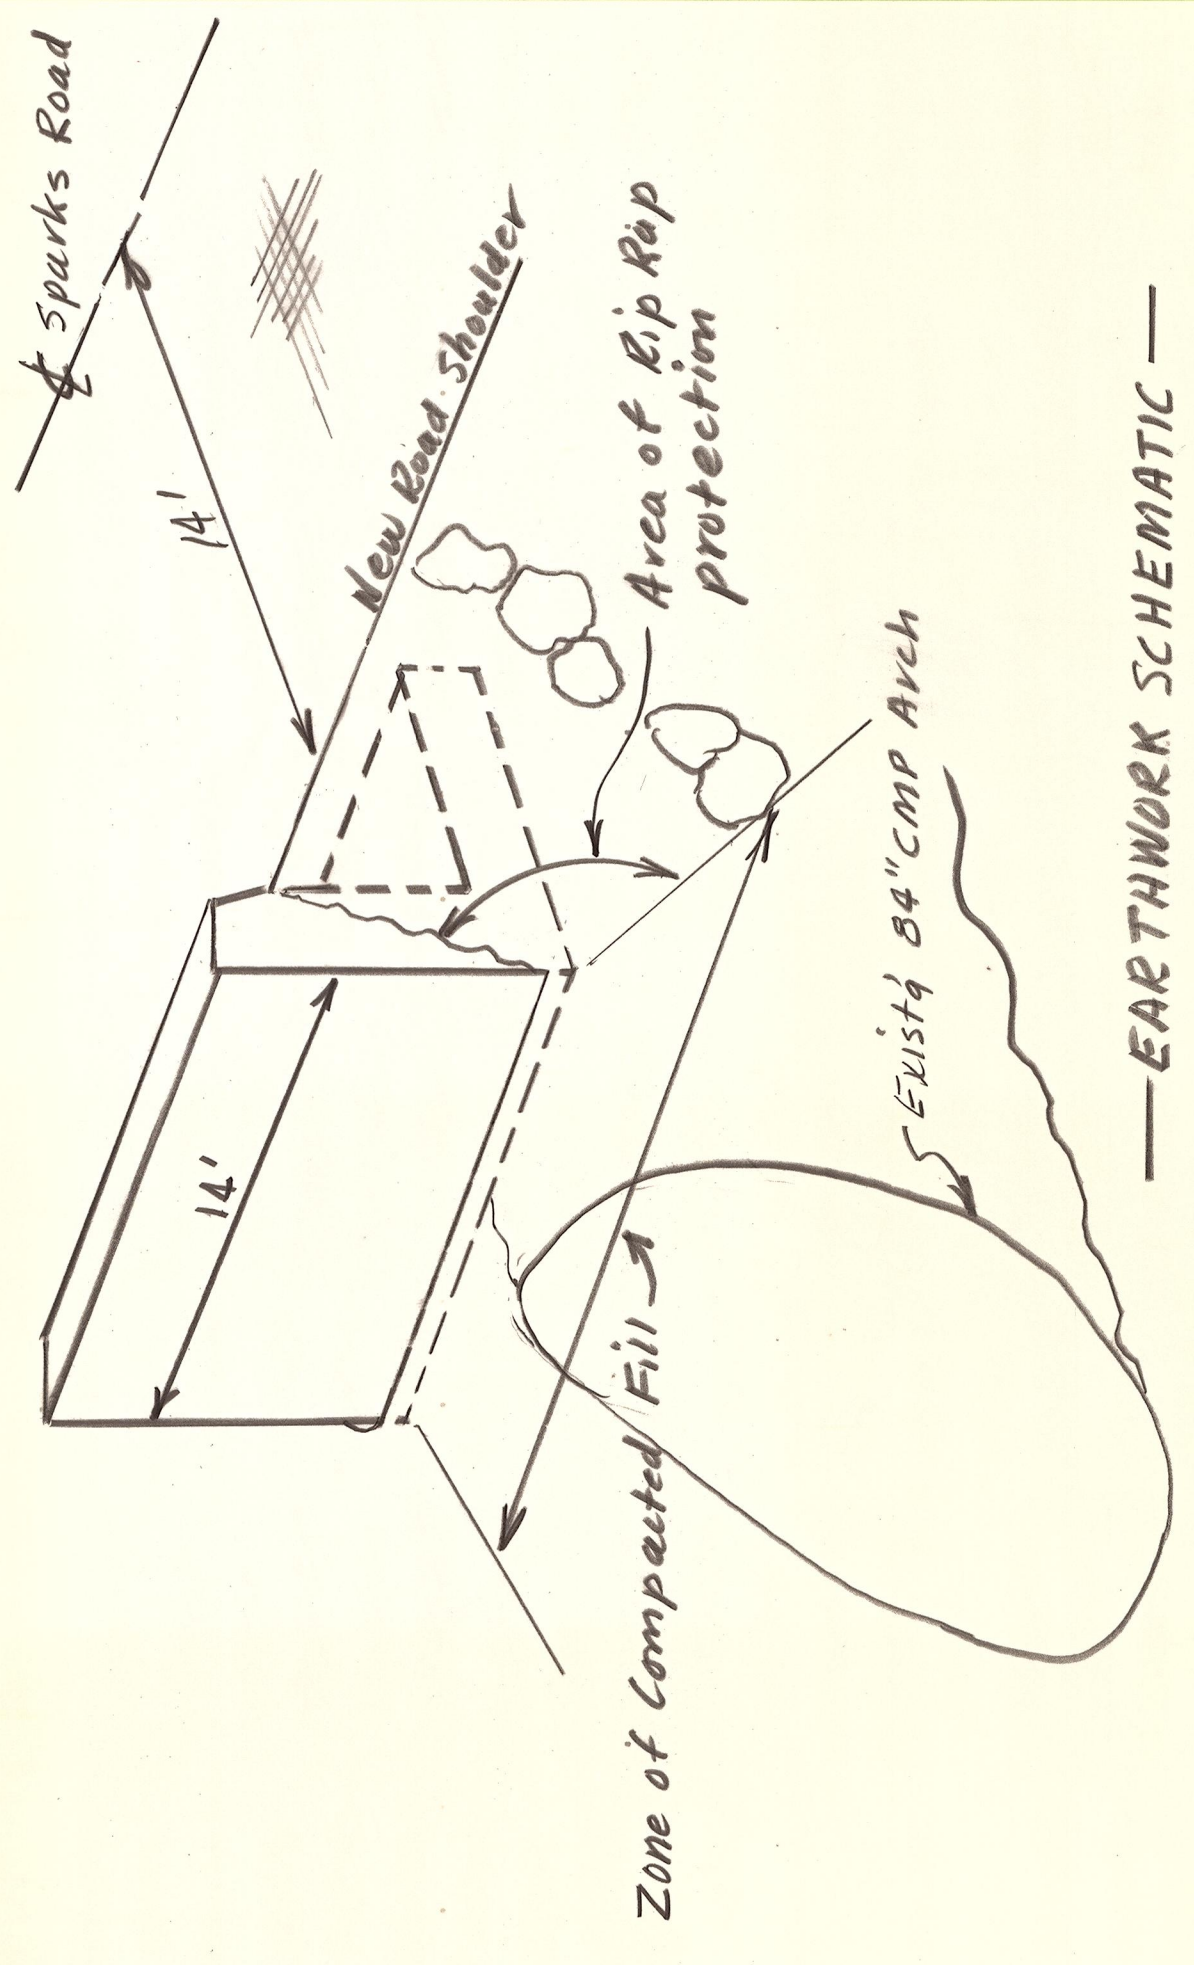 ℄ Sparks Road
14'
New Road Shoulder
14'
Area of Rip Rap
protection
Zone of Compacted Fill
Exist'g 84" CMP Arch
— EARTHWORK SCHEMATIC —